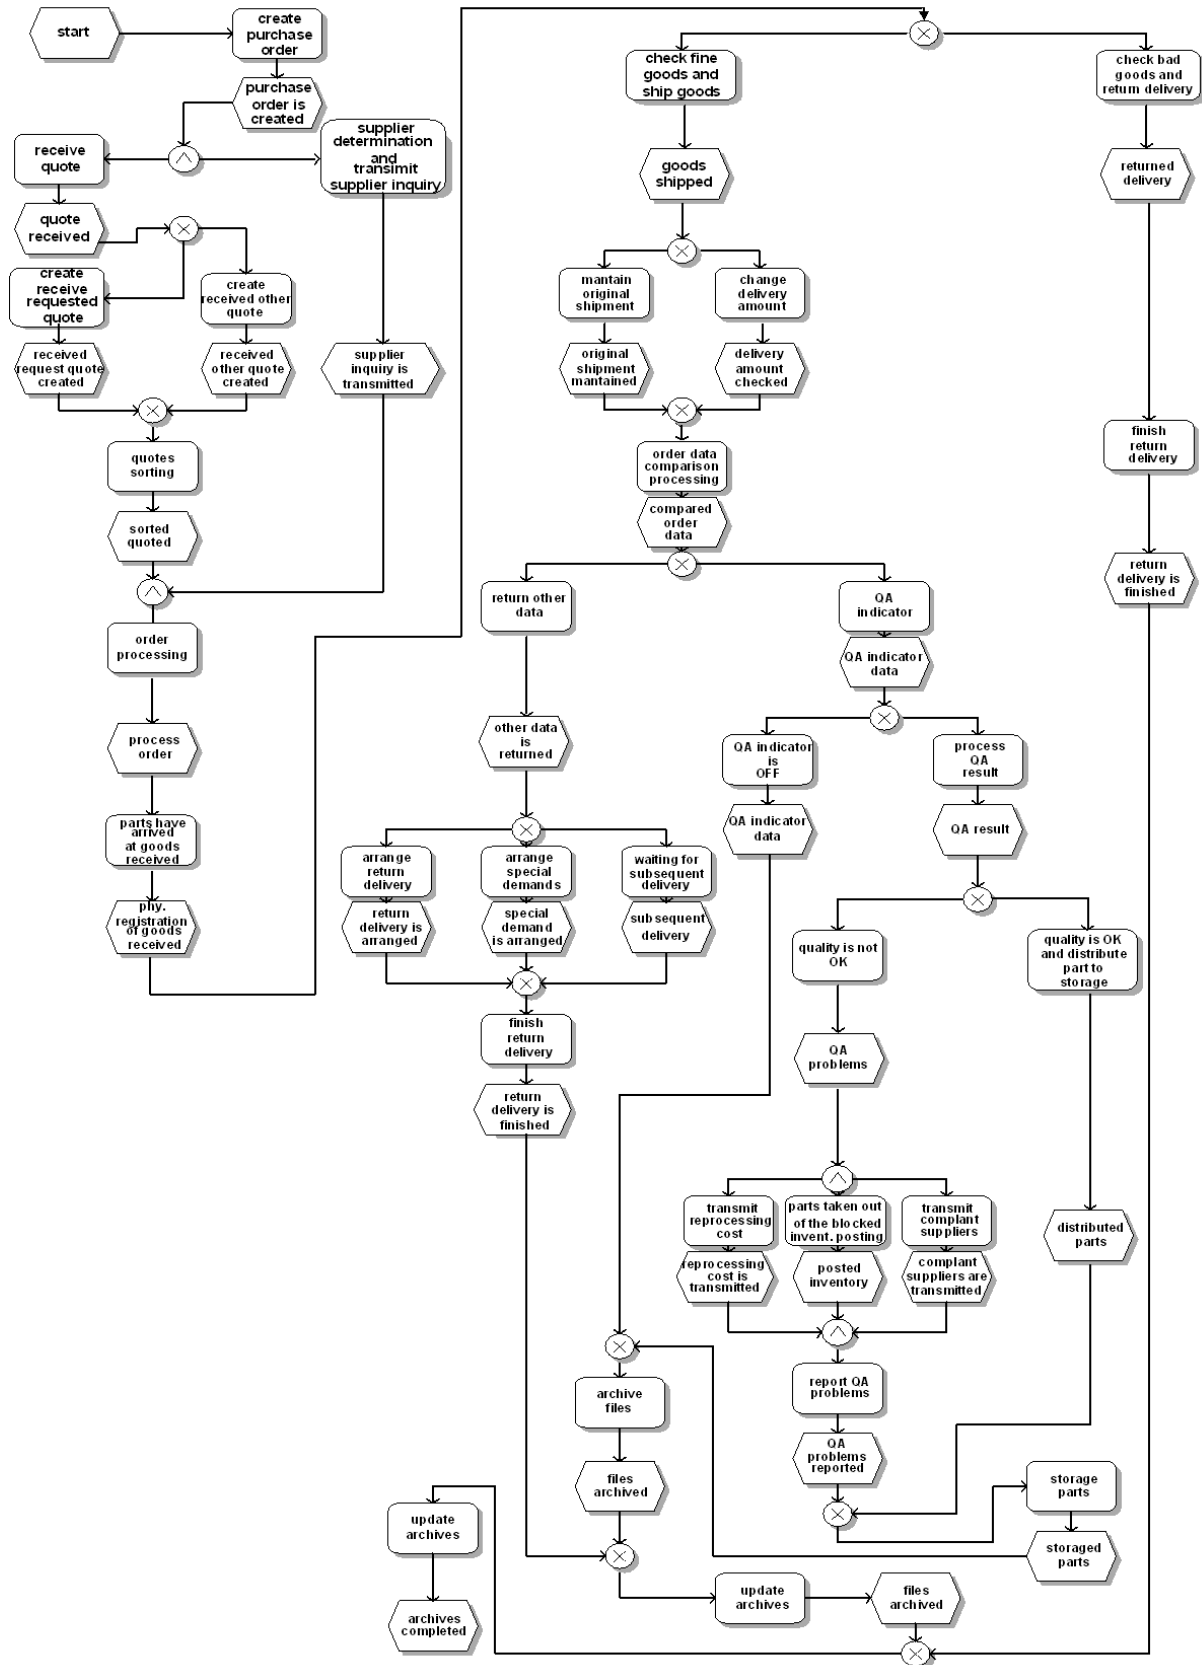 start
create
purchase
order
purchase
order is
created
receive
quote
supplier
determination
and
transimit
supplier inquiry
quote
received
create
receive
requested
quote
create
received other
quote
received
request quote
created
received
other quote
created
supplier
inquiry is
transmitted
quotes
sorting
sorted
quoted
order
processing
process
order
parts have
arrived
at goods
received
phy.
registration
of goods
received
check fine
goods and
ship goods
check bad
goods and
return delivery
goods
shipped
returned
delivery
mantain
original
shipment
change
delivery
amount
original
shipment
mantained
delivery
amount
checked
order data
comparison
processing
compared
order
data
finish
return
delivery
return
delivery is
finished
return other
data
QA
indicator
QA indicator
data
other data
is
returned
QA indicator
is
OFF
process
QA
result
QA indicator
data
QA result
arrange
return
delivery
arrange
special
demands
waiting for
subsequent
delivery
return
delivery is
arranged
special
demand
is arranged
subsequent
delivery
quality is not
OK
quality is OK
and distribute
part to
storage
finish
return
delivery
return
delivery is
finished
QA
problems
transmit
reprocessing
cost
parts taken out
of the blocked
invent. posting
transmit
complant
suppliers
distributed
parts
reprocessing
cost is
transmitted
posted
inventory
complant
suppliers are
transmitted
archive
files
report QA
problems
files
archived
QA
problems
reported
storage
parts
storaged
parts
update
archives
archives
completed
update
archives
files
archived